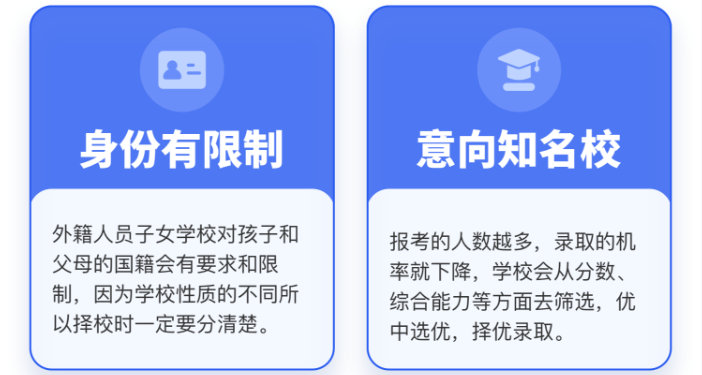 身份有限制
外籍人员子女学校对孩子和
父母的国籍会有要求和限
制，因为学校性质的不同所
以择校时一定要分清楚。
意向知名校
报考的人数越多，录取的机
率就下降，学校会从分数、
综合能力等方面去筛选，优
中选优，择优录取。